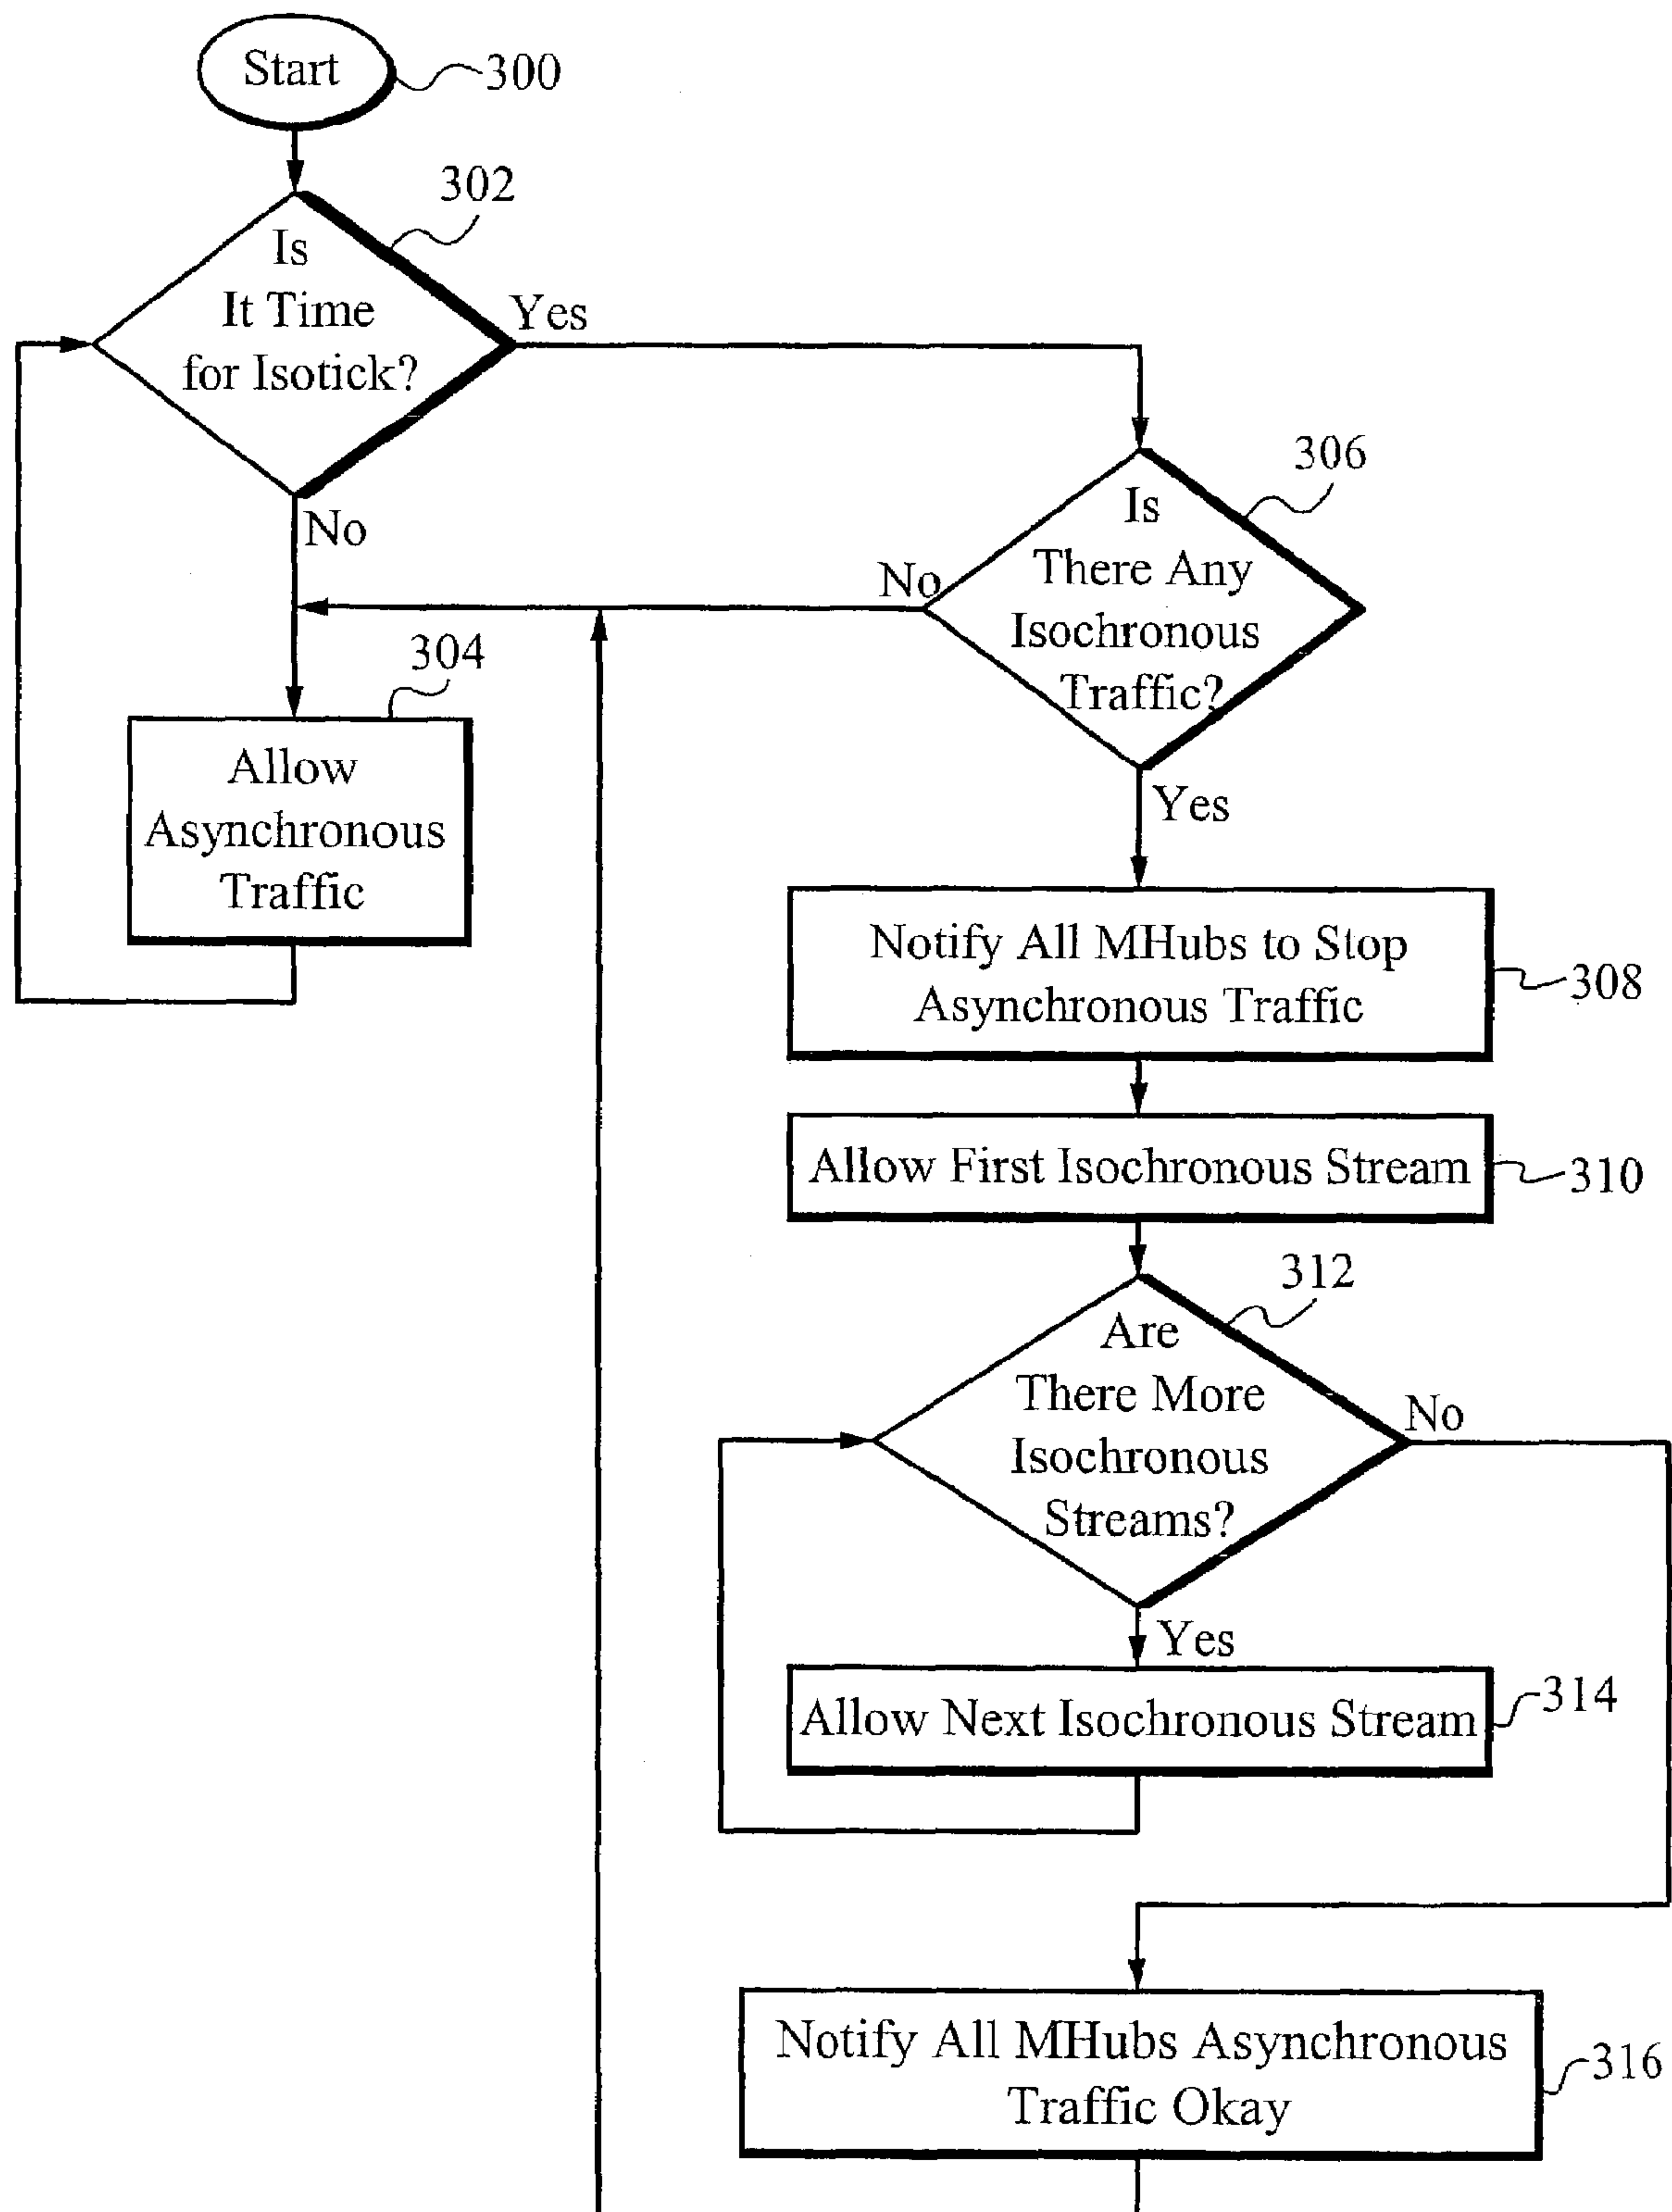 Start
300
302
Is
It Time
for Isotick?
Yes
No
306
Is
There Any
Isochronous
Traffic?
No
Yes
304
Allow
Asynchronous
Traffic
Notify All MHubs to Stop
Asynchronous Traffic
308
Allow First Isochronous Stream
310
312
Are
There More
Isochronous
Streams?
No
Yes
Allow Next Isochronous Stream
314
Notify All MHubs Asynchronous
Traffic Okay
316